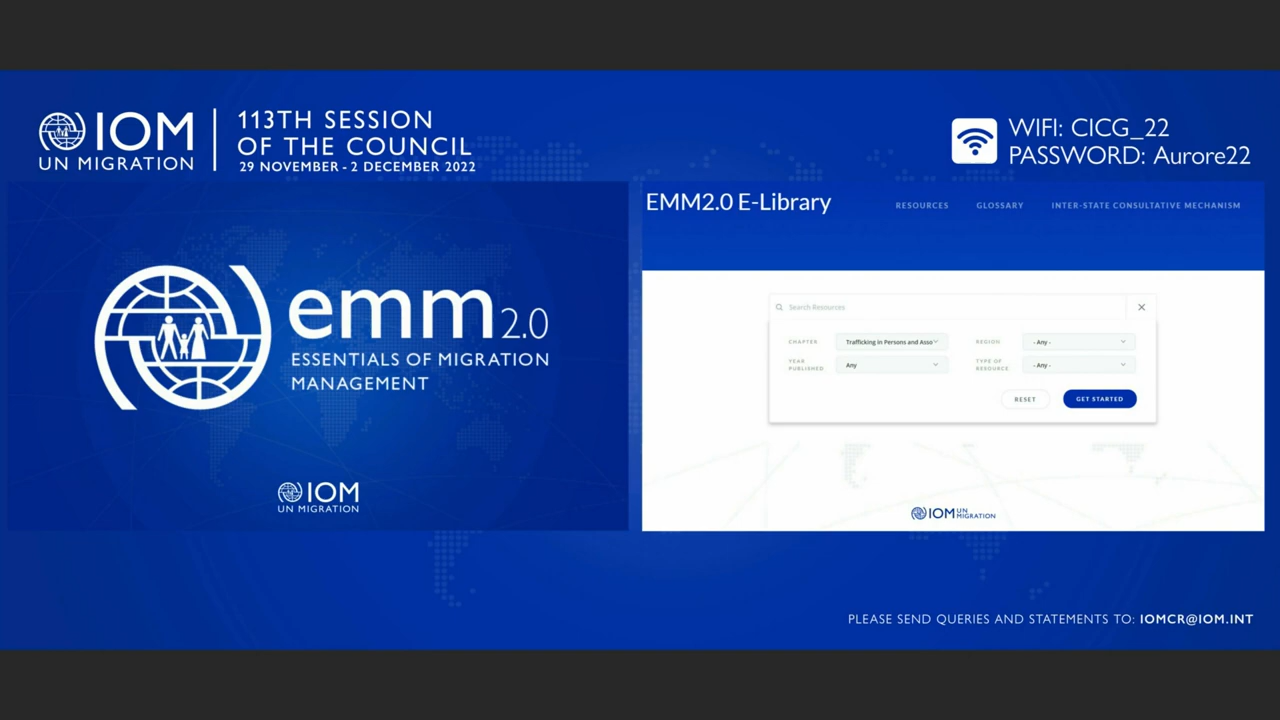 IOM
UN MIGRATION
113TH SESSION
OF THE COUNCIL
29 NOVEMBER - 2 DECEMBER 2022
WIFI: CICG_22
PASSWORD: Aurore22
emm2.0
ESSENTIALS OF MIGRATION
MANAGEMENT
IOM
UN MIGRATION
EMM2.0 E-Library
RESOURCES GLOSSARY INTER-STATE CONSULTATIVE MECHANISM
Search Resources
CHAPTER Trafficking in Persons and Asso REGION - Any -
YEAR PUBLISHED Any TYPE OF RESOURCE - Any -
RESET GET STARTED
IOM UN MIGRATION
PLEASE SEND QUERIES AND STATEMENTS TO: IOMCR@IOM.INT